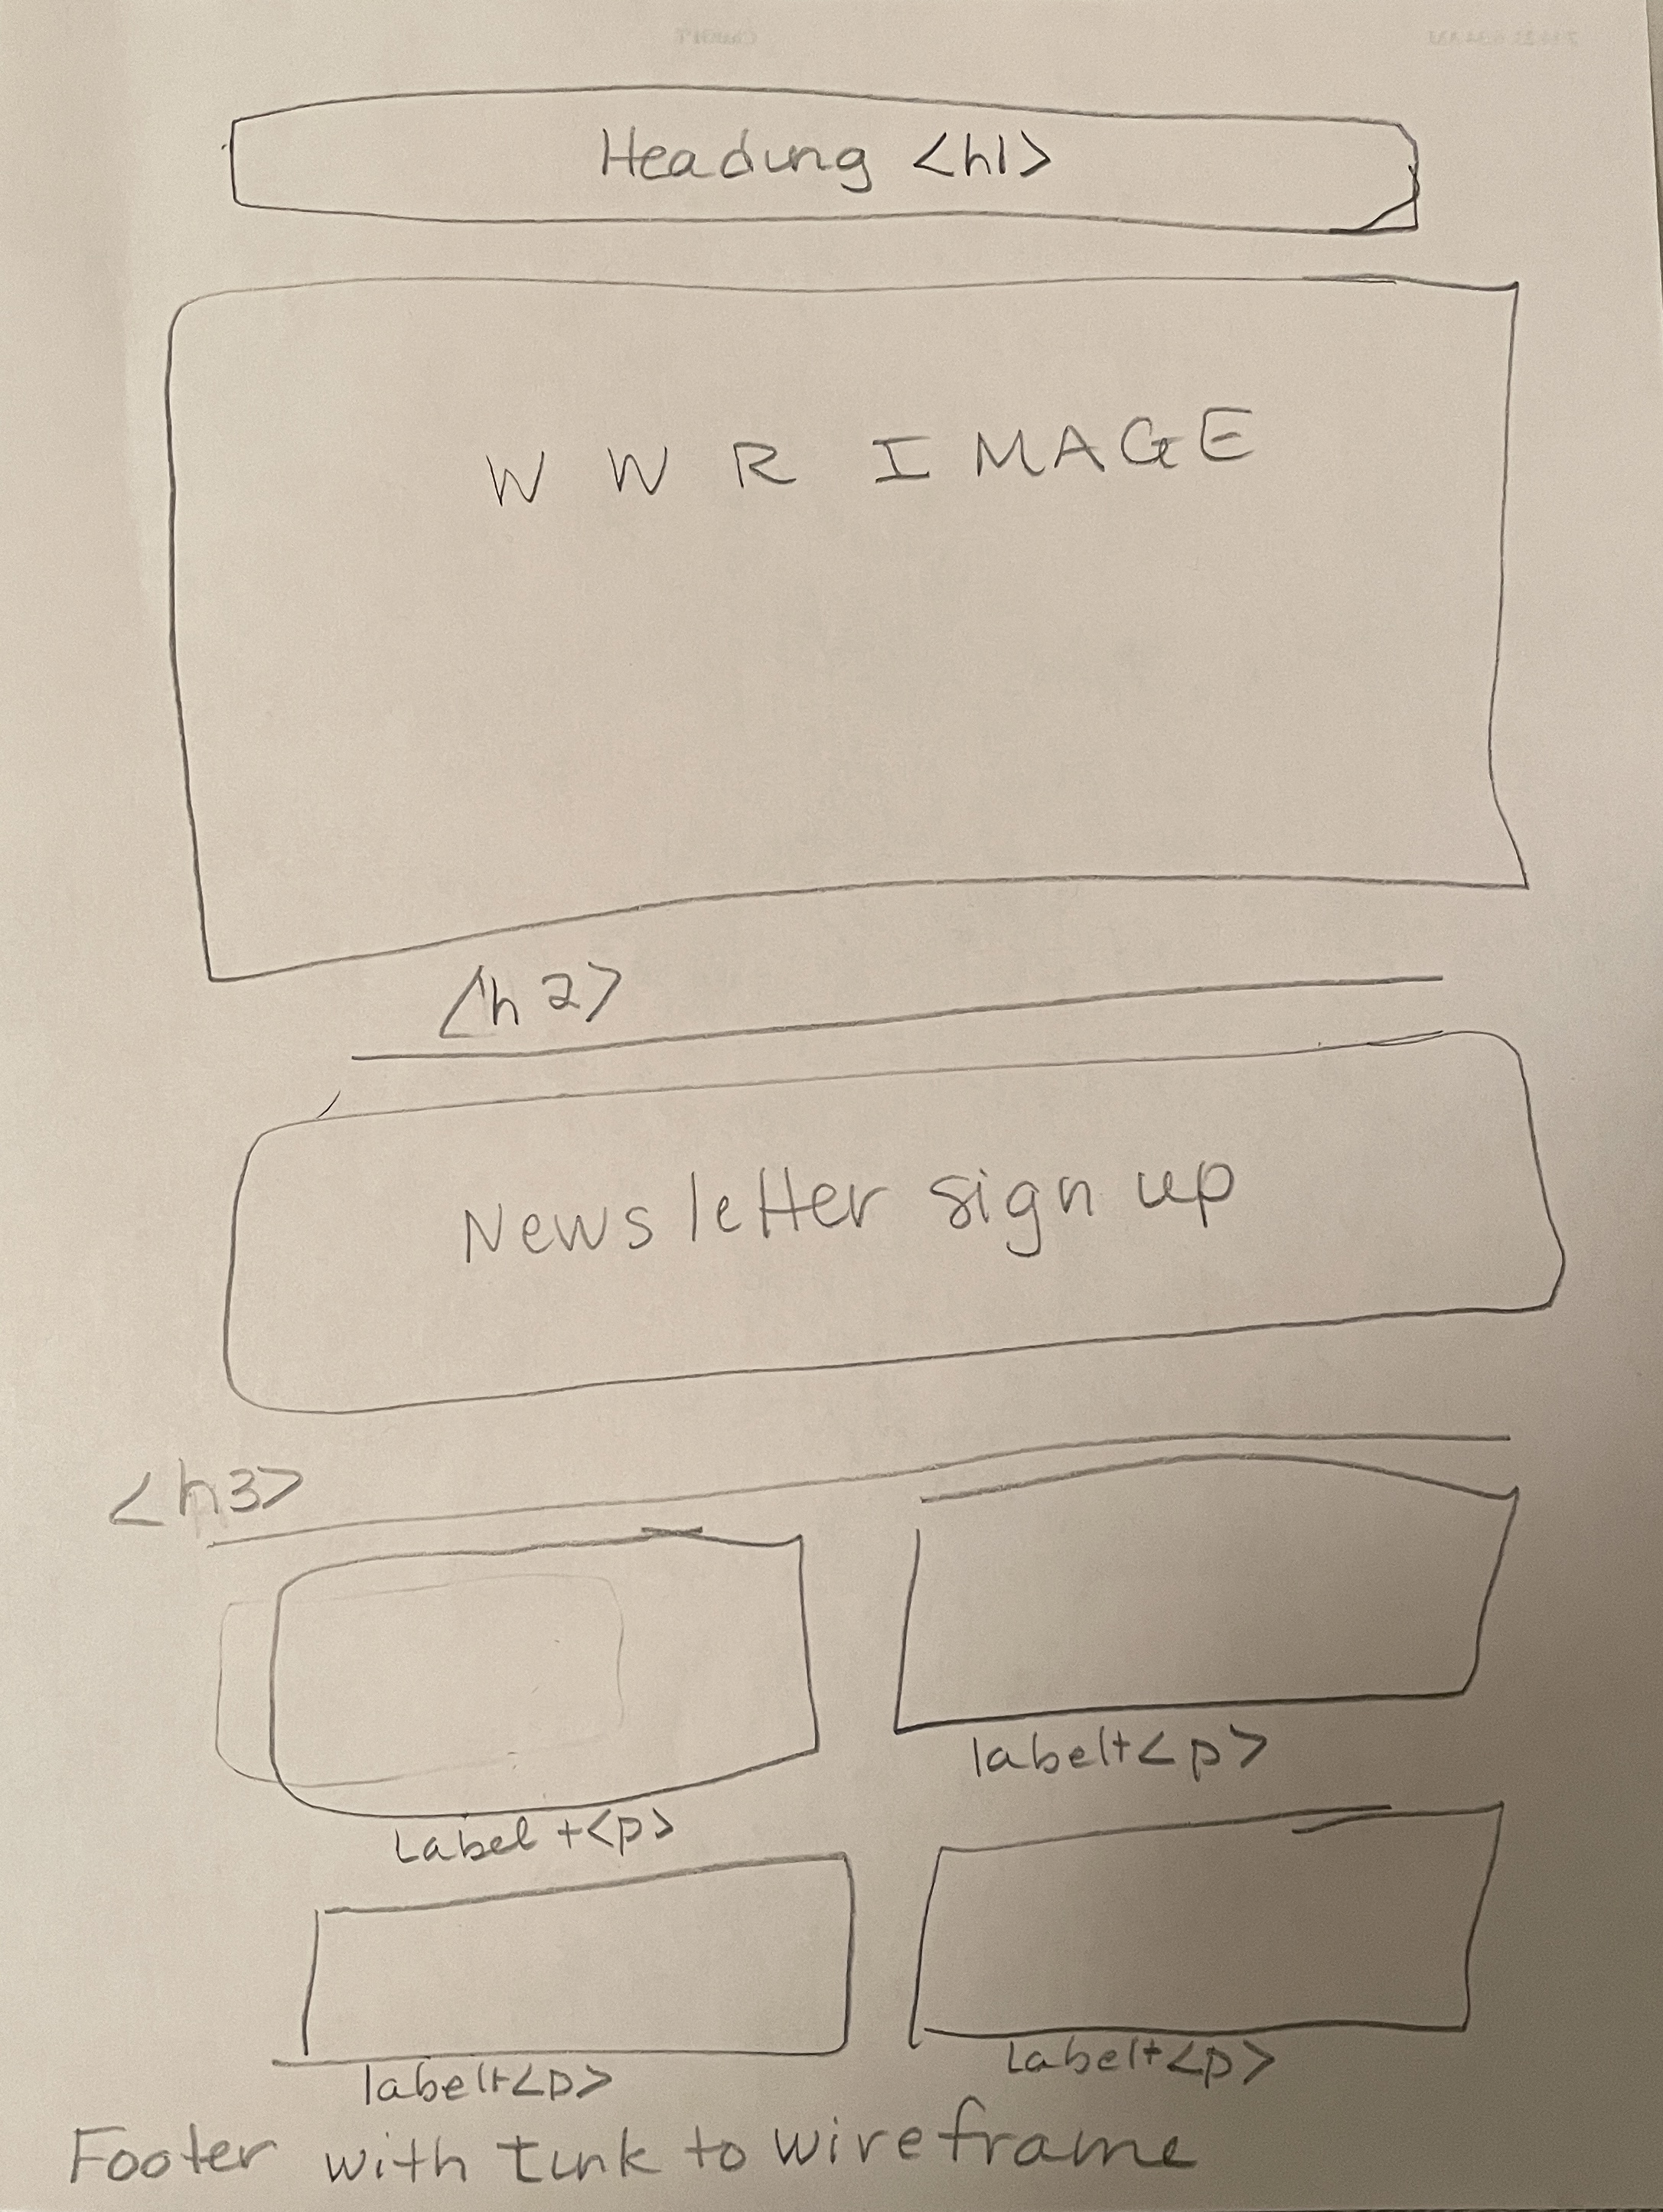 Heading <h1>
W W R IMAGE
<h2>
Newsletter sign up
<h3>
Label + <p>
label+<p>
label+<p>
Label+<p>
Footer with link to wireframe